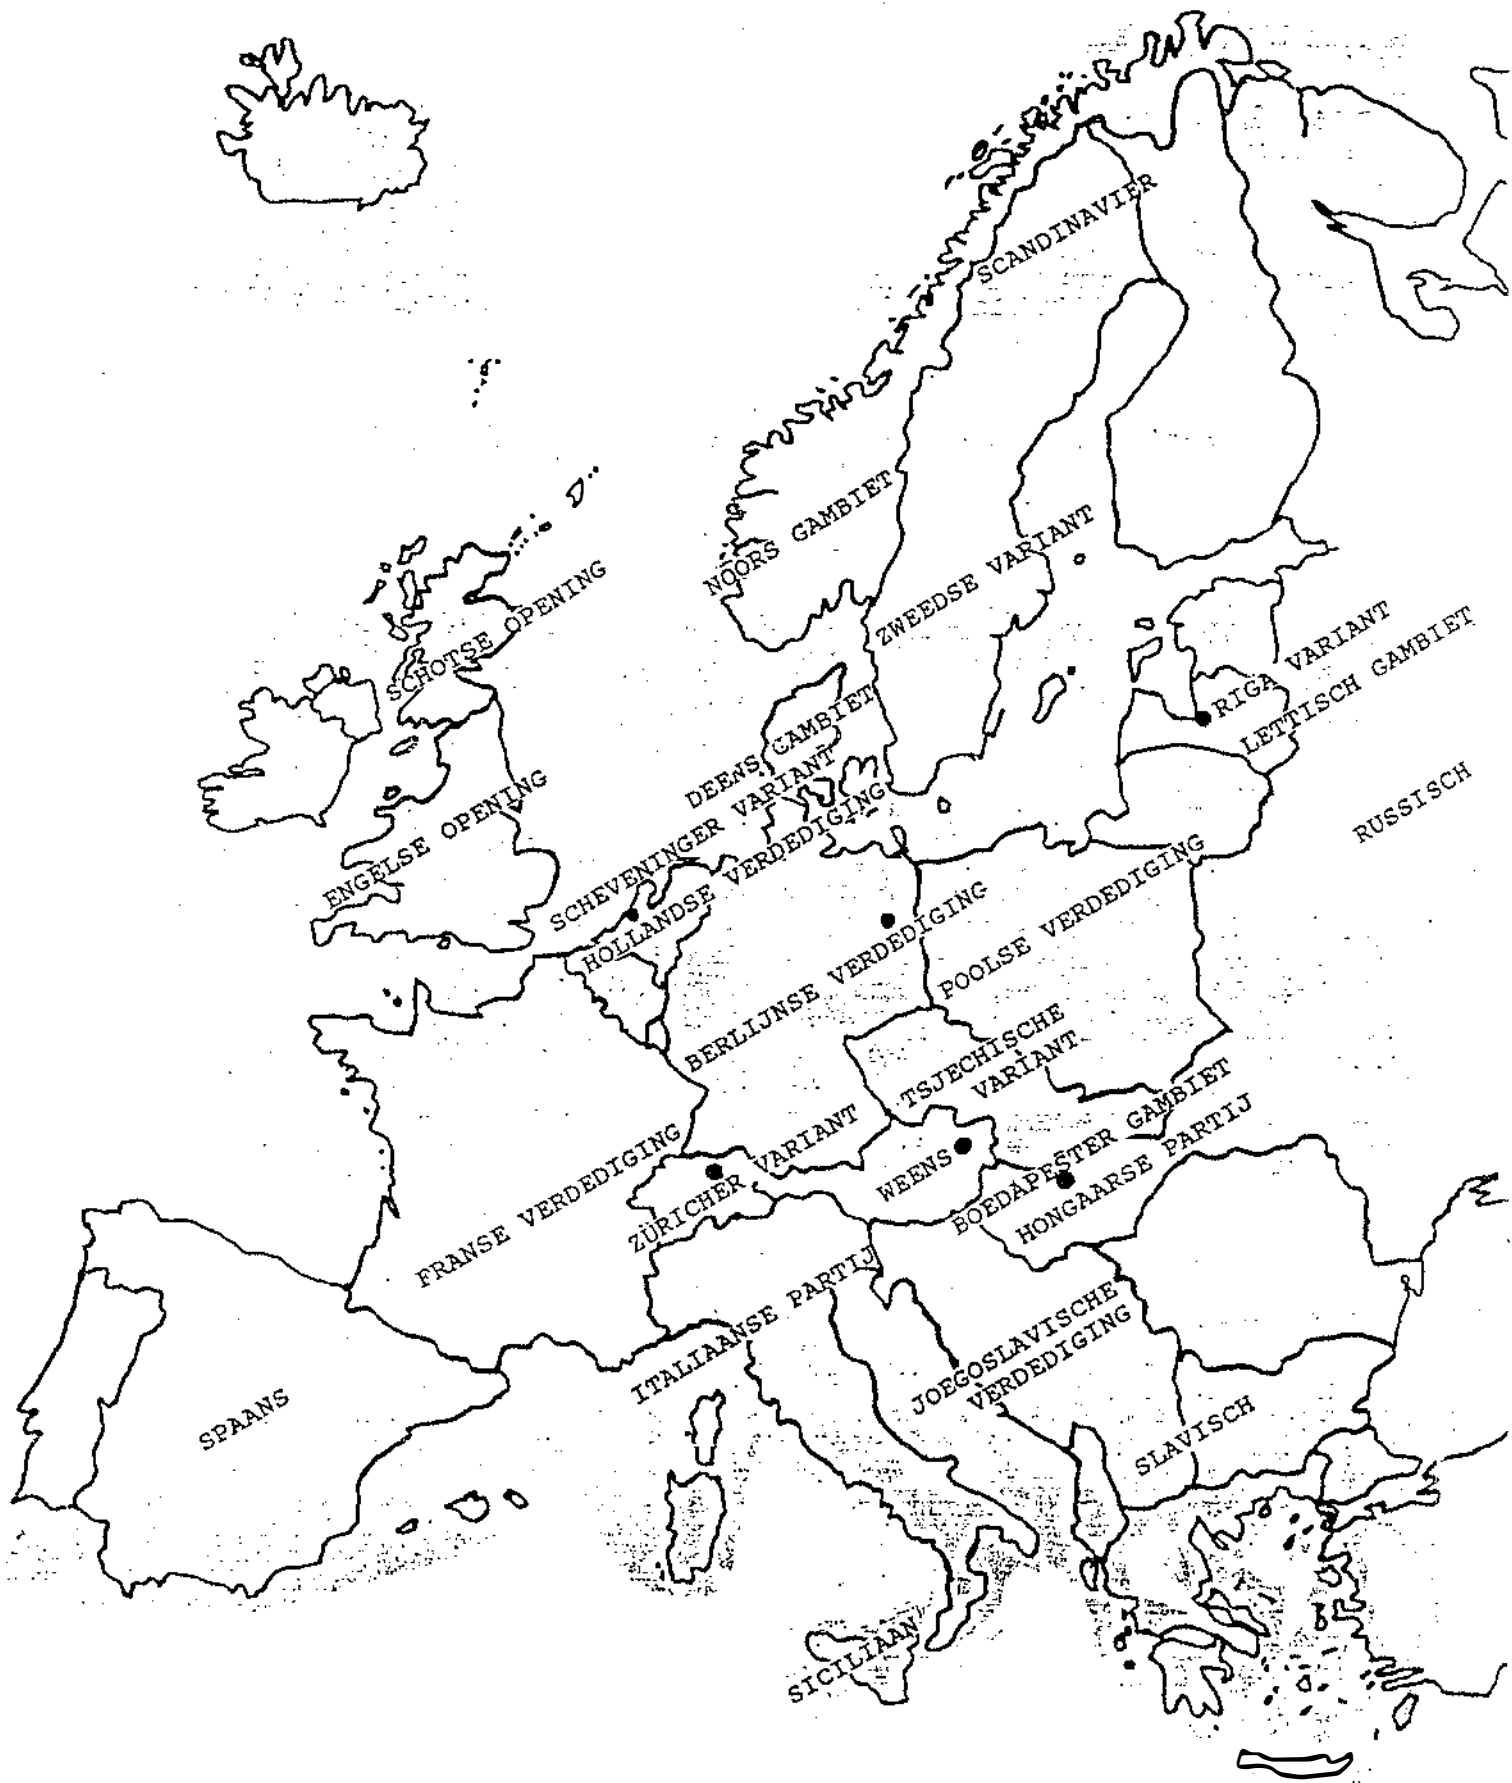 SCANDINAVIER
NOORS GAMBIET
ZWEEDSE VARIANT
SCHOTSE OPENING
RIGA VARIANT
LETTISCH GAMBIET
DEENS GAMBIET
SCHEVENINGER VARIANT
HOLLANDSE VERDEDIGING
ENGELSE OPENING
RUSSISCH
BERLIJNSE VERDEDIGING
POOLSE VERDEDIGING
TSJECHISCHE
VARIANT
FRANSE VERDEDIGING
ZÜRICHER VARIANT
WEENS
BOEDAPESTER GAMBIET
HONGAARSE PARTIJ
ITALIAANSE PARTIJ
JOEGOSLAVISCHE
VERDEDIGING
SPAANS
SLAVISCH
SICILIAAN